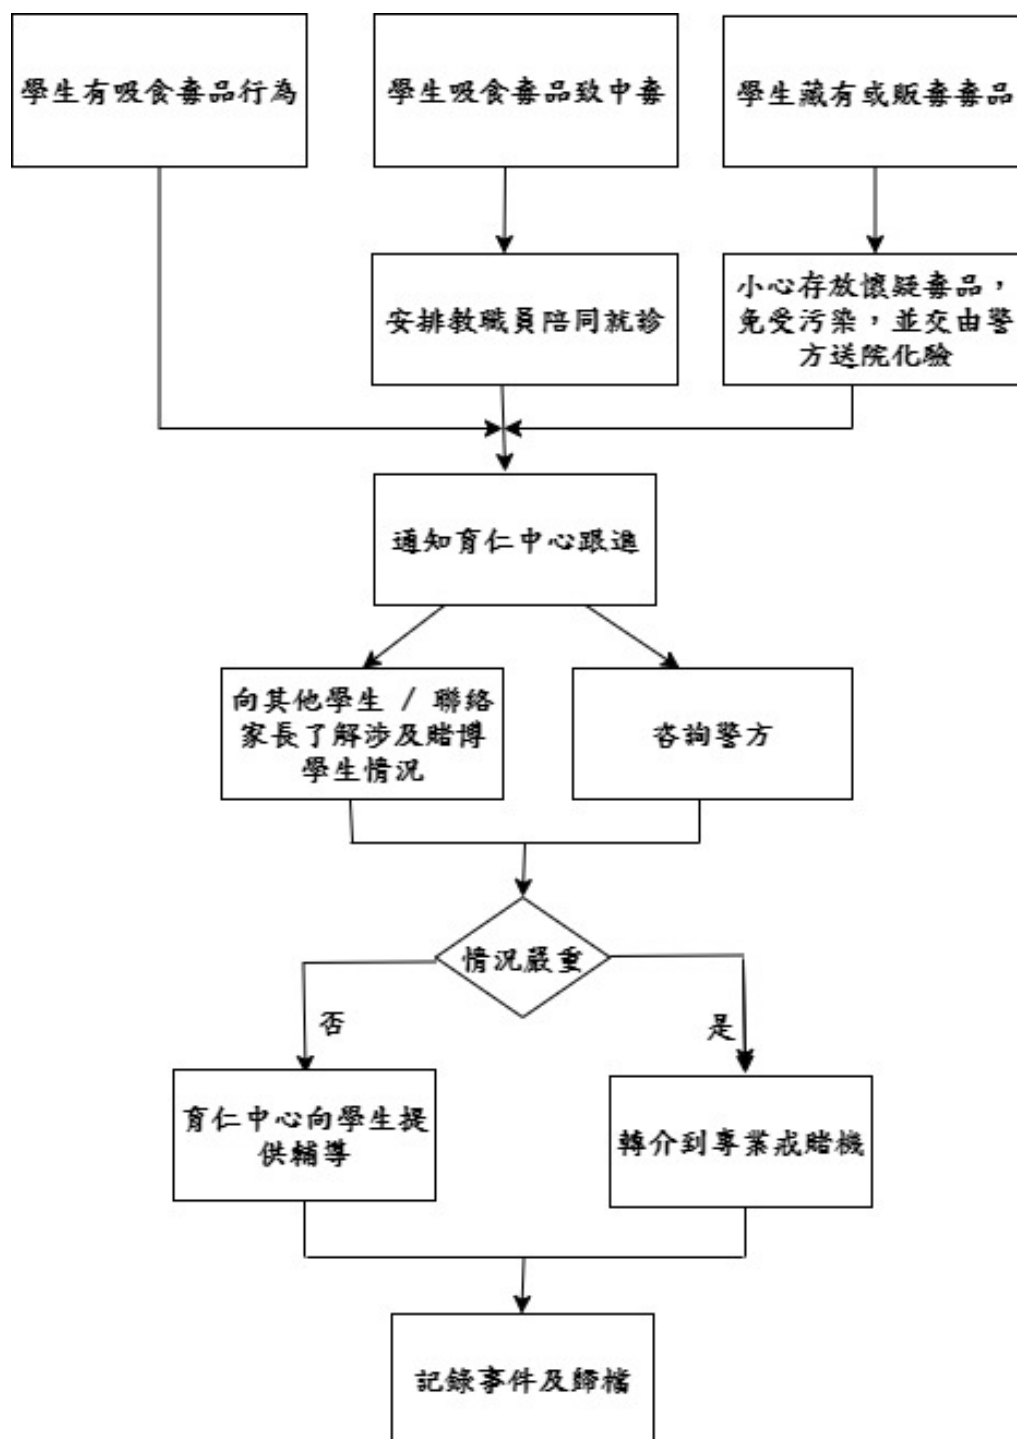 學生有吸食毒品行為
學生吸食毒品致中毒
學生藏有或販毒毒品
安排教職員陪同就診
小心存放懷疑毒品，
免受污染，並交由警
方送院化驗
通知育仁中心跟進
向其他學生 / 聯絡
家長了解涉及賭博
學生情況
咨詢警方
情況嚴重
否
是
育仁中心向學生提
供輔導
轉介到專業戒賭機
記錄事件及歸檔